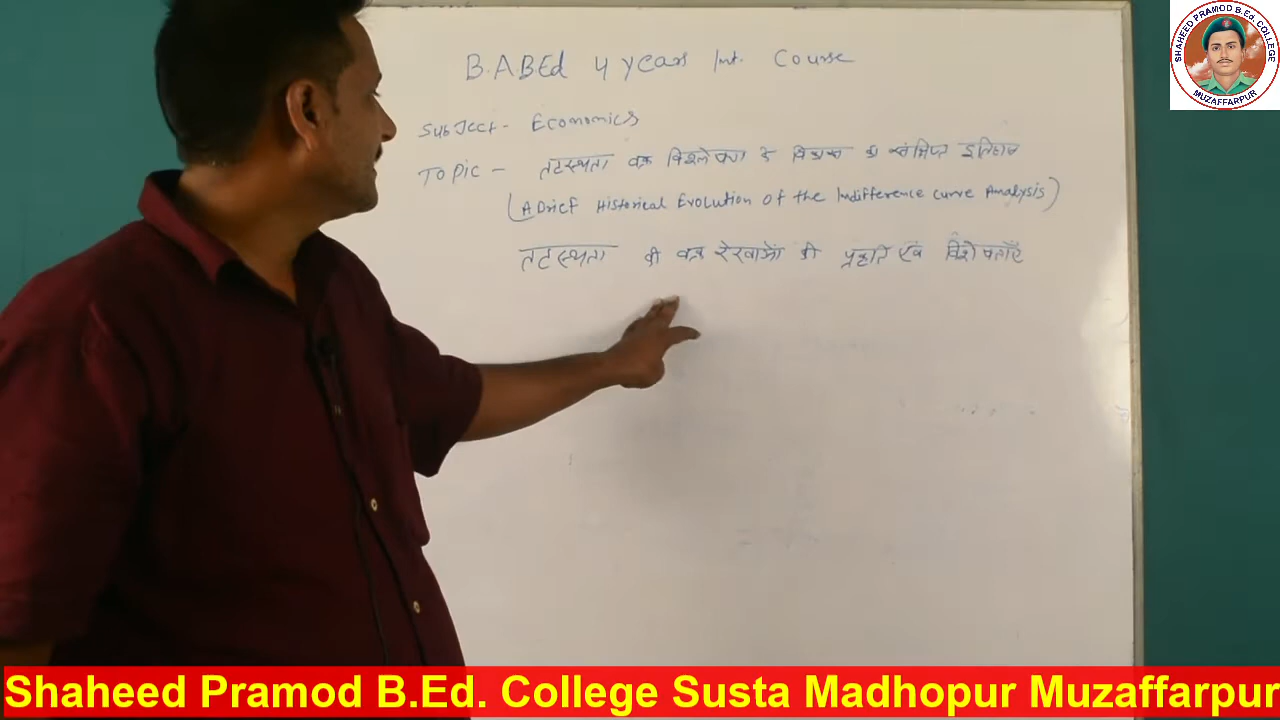 B.A BEd 4 years Int. Course
Subject- Economics
Topic - तटस्थता वक्र विश्लेषण के विकास का संक्षिप्त इतिहास
(A Brief Historical Evolution of the Indifference curve Analysis)
तटस्थता की वक्र रेखाओं की प्रकृति एवं विशेषताएँ
SHAHEED PRAMOD B.Ed. COLLEGE
MUZAFFARPUR
Shaheed Pramod B.Ed. College Susta Madhopur Muzaffarpur